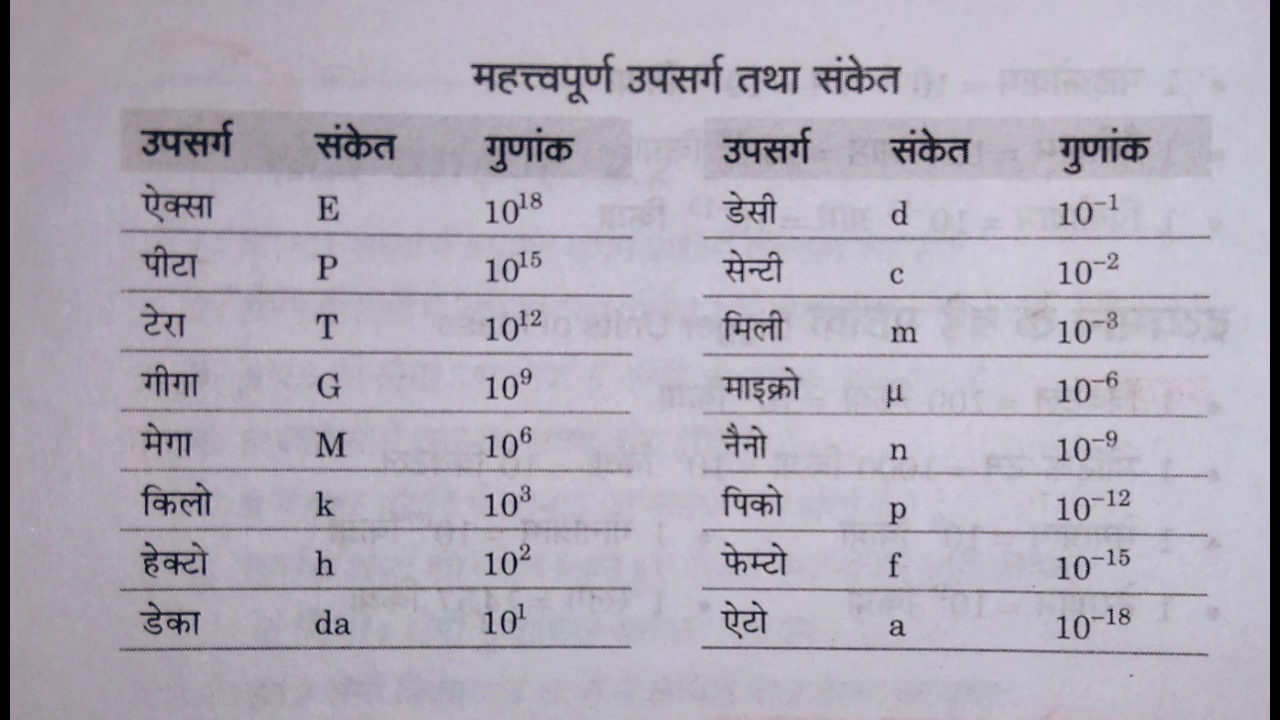 महत्त्वपूर्ण उपसर्ग तथा संकेत
उपसर्ग संकेत गुणांक उपसर्ग संकेत गुणांक
ऐक्सा E 10¹⁸ डेसी d 10⁻¹
पीटा P 10¹⁵ सेन्टी c 10⁻²
टेरा T 10¹² मिली m 10⁻³
गीगा G 10⁹ माइक्रो μ 10⁻⁶
मेगा M 10⁶ नैनो n 10⁻⁹
किलो k 10³ पिको p 10⁻¹²
हेक्टो h 10² फेम्टो f 10⁻¹⁵
डेका da 10¹ ऐटो a 10⁻¹⁸